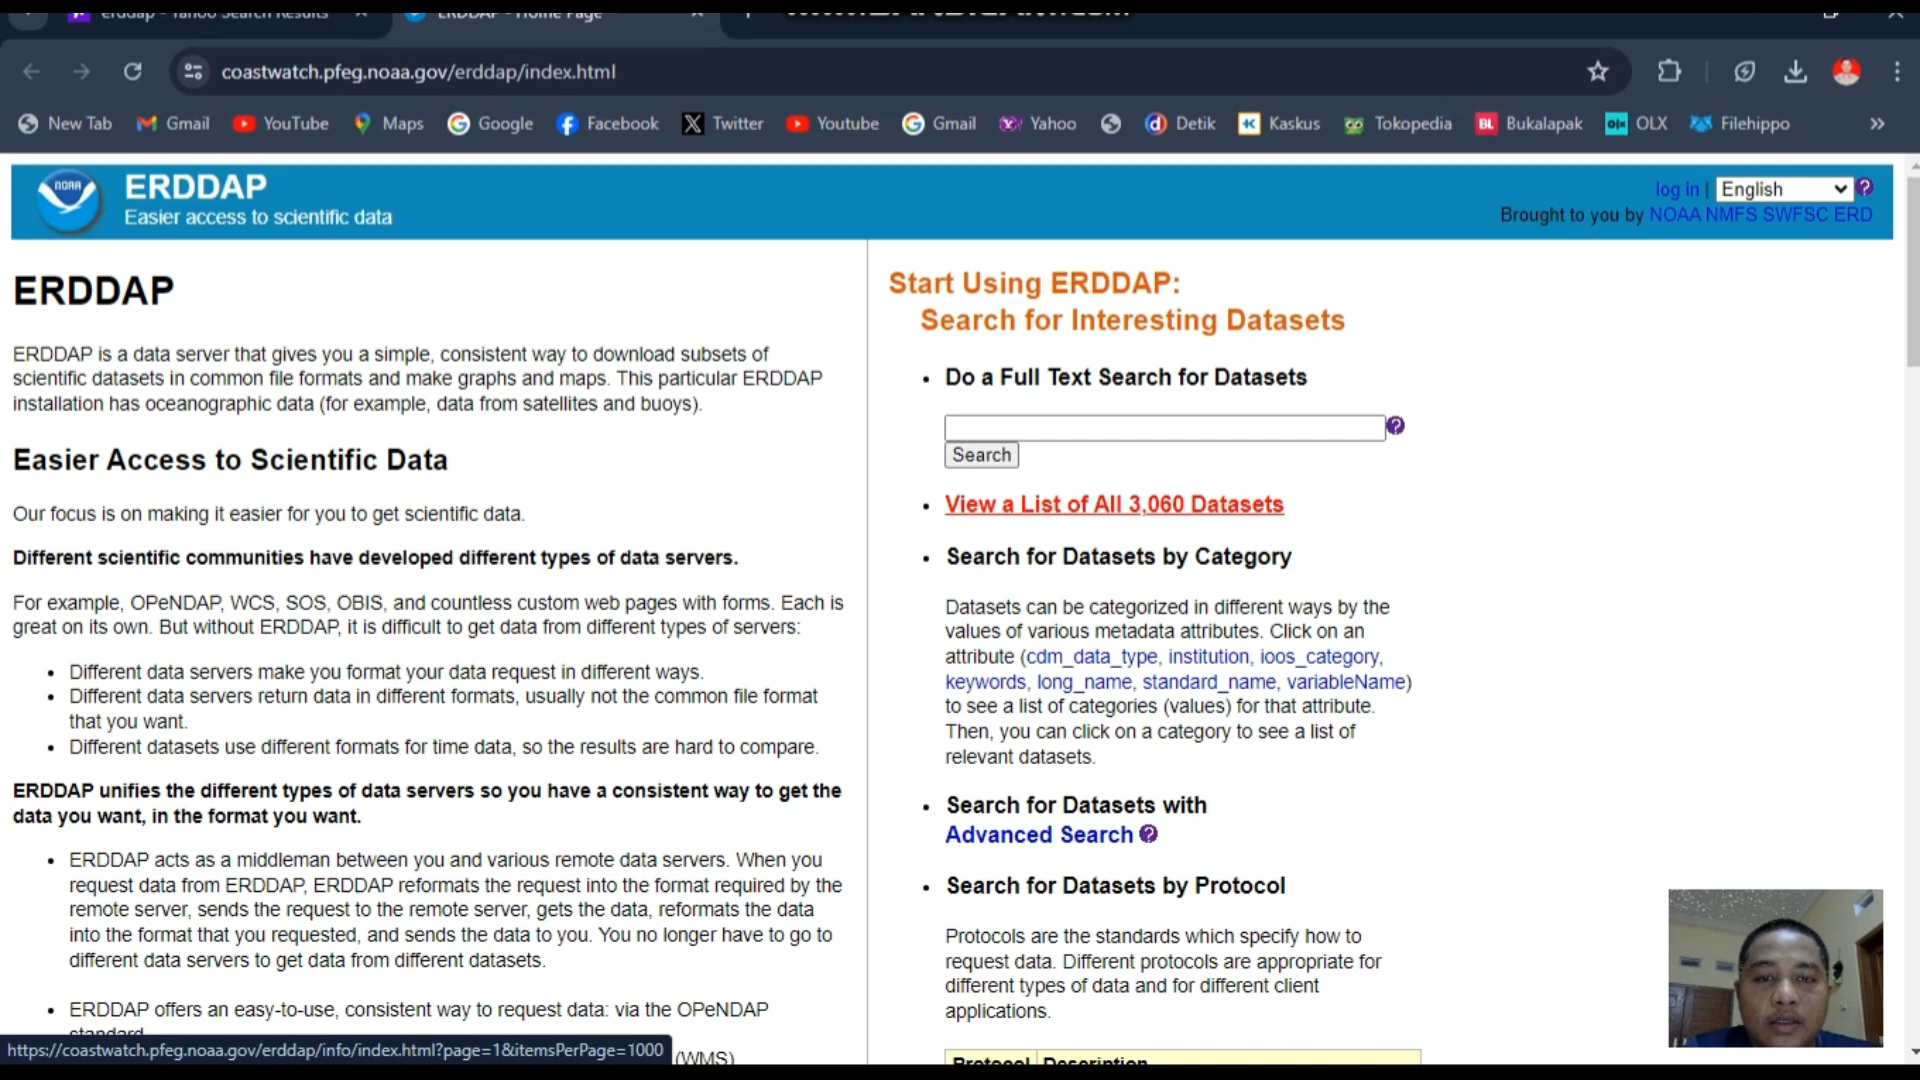 erddap - Yahoo Search Results
ERDDAP - Home Page
coastwatch.pfeg.noaa.gov/erddap/index.html
New Tab Gmail YouTube Maps Google Facebook Twitter Youtube Gmail Yahoo Detik Kaskus Tokopedia Bukalapak OLX Filehippo
NOAA
ERDDAP
Easier access to scientific data
log in | English
Brought to you by NOAA NMFS SWFSC ERD
ERDDAP
ERDDAP is a data server that gives you a simple, consistent way to download subsets of
scientific datasets in common file formats and make graphs and maps. This particular ERDDAP
installation has oceanographic data (for example, data from satellites and buoys).
Easier Access to Scientific Data
Our focus is on making it easier for you to get scientific data.
Different scientific communities have developed different types of data servers.
For example, OPeNDAP, WCS, SOS, OBIS, and countless custom web pages with forms. Each is
great on its own. But without ERDDAP, it is difficult to get data from different types of servers:
• Different data servers make you format your data request in different ways.
• Different data servers return data in different formats, usually not the common file format
that you want.
• Different datasets use different formats for time data, so the results are hard to compare.
ERDDAP unifies the different types of data servers so you have a consistent way to get the
data you want, in the format you want.
• ERDDAP acts as a middleman between you and various remote data servers. When you
request data from ERDDAP, ERDDAP reformats the request into the format required by the
remote server, sends the request to the remote server, gets the data, reformats the data
into the format that you requested, and sends the data to you. You no longer have to go to
different data servers to get data from different datasets.
• ERDDAP offers an easy-to-use, consistent way to request data: via the OPeNDAP
standard
(WMS)
https://coastwatch.pfeg.noaa.gov/erddap/info/index.html?page=1&itemsPerPage=1000
Start Using ERDDAP:
Search for Interesting Datasets
• Do a Full Text Search for Datasets
?
Search
• View a List of All 3,060 Datasets
• Search for Datasets by Category
Datasets can be categorized in different ways by the
values of various metadata attributes. Click on an
attribute (cdm_data_type, institution, ioos_category,
keywords, long_name, standard_name, variableName)
to see a list of categories (values) for that attribute.
Then, you can click on a category to see a list of
relevant datasets.
• Search for Datasets with
Advanced Search ?
• Search for Datasets by Protocol
Protocols are the standards which specify how to
request data. Different protocols are appropriate for
different types of data and for different client
applications.
Protocol Description